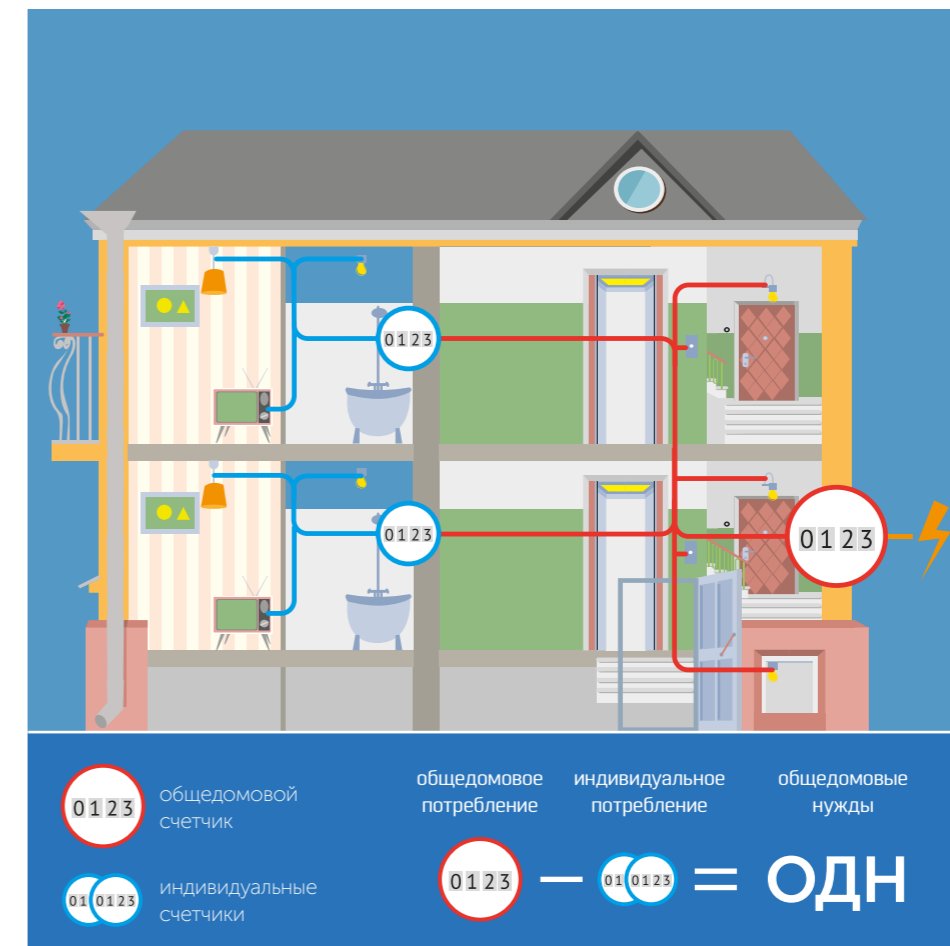 0123
0123
0123
0123
общедомовой
счетчик
01 0123
индивидуальные
счетчики
общедомовое
потребление
индивидуальное
потребление
общедомовые
нужды
0123 — 01 0123 = ОДН